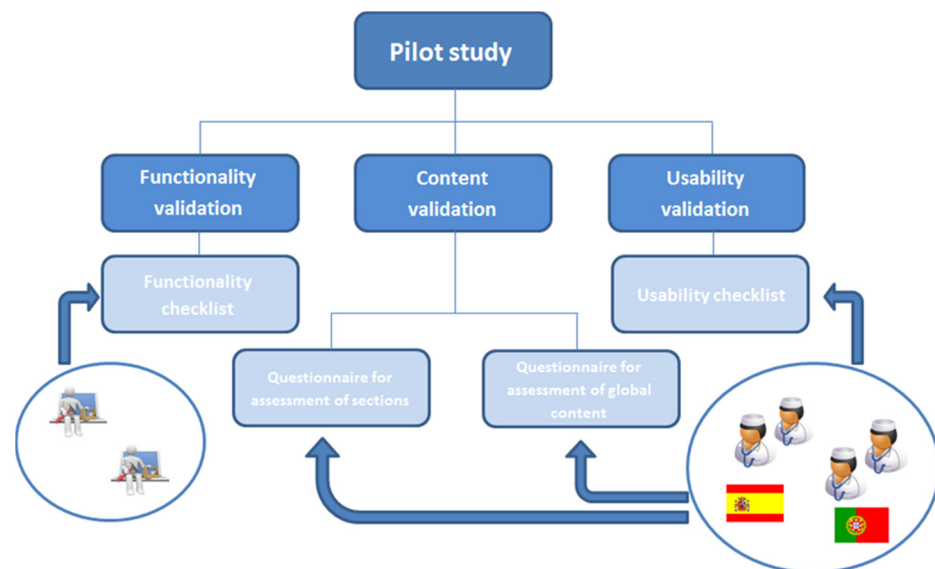 Pilot study
Functionality
validation
Content
validation
Usability
validation
Functionality
checklist
Usability checklist
Questionnaire for
assessment of sections
Questionnaire for
assessment of global
content